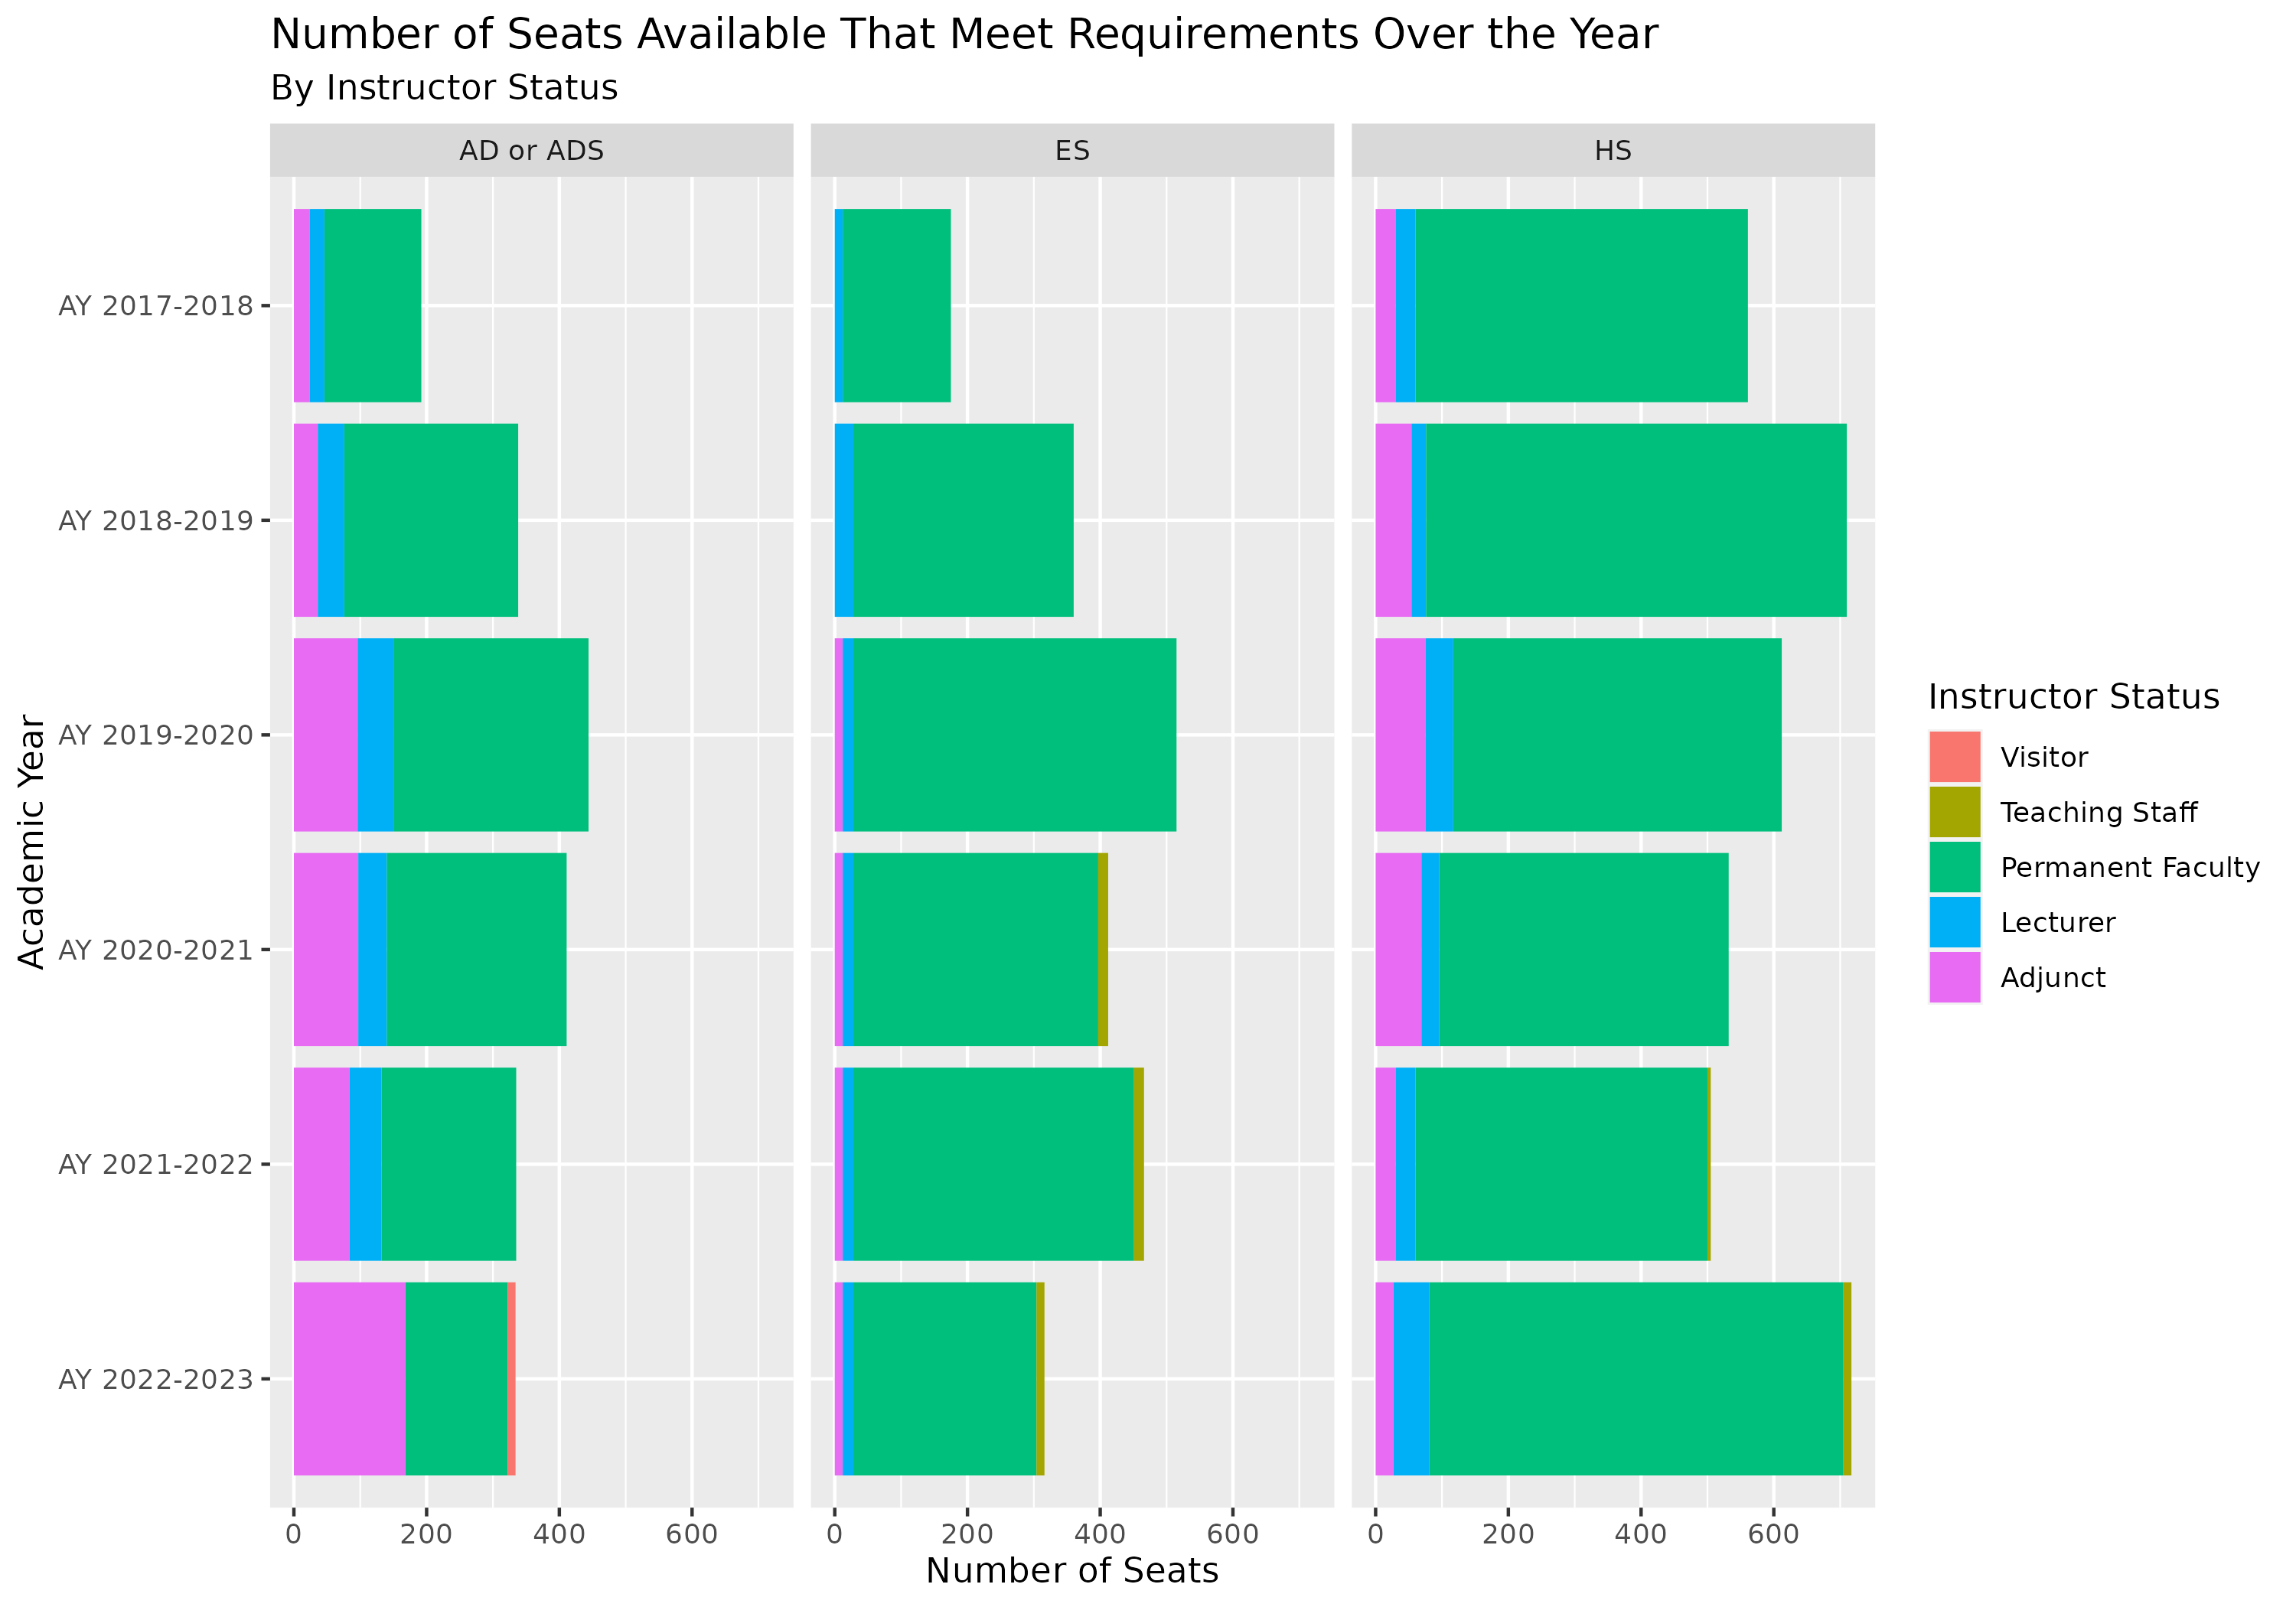 Number of Seats Available That Meet Requirements Over the Year
By Instructor Status
AD or ADS
ES
HS
Academic Year
AY 2017-2018
AY 2018-2019
AY 2019-2020
AY 2020-2021
AY 2021-2022
AY 2022-2023
0 200 400 600
0 200 400 600
0 200 400 600
Number of Seats
Instructor Status
Visitor
Teaching Staff
Permanent Faculty
Lecturer
Adjunct